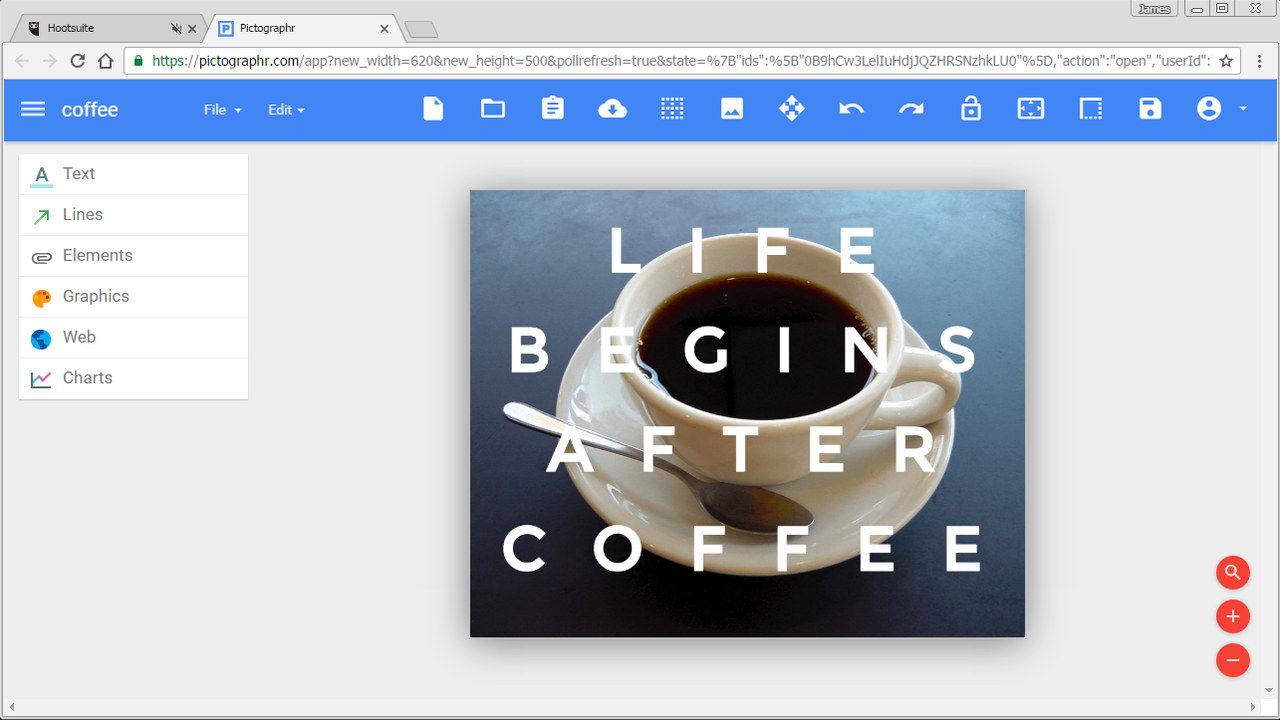 James
Hootsuite
Pictographr
https://pictographr.com/app?new_width=620&new_height=500&pollrefresh=true&state=%7B"ids":%5B"0B9hCw3LelIuHdjJQZHRSNzhkLU0"%5D,"action":"open","userId":
coffee
File
Edit
Text
Lines
Elements
Graphics
Web
Charts
LIFE
BEGINS
AFTER
COFFEE